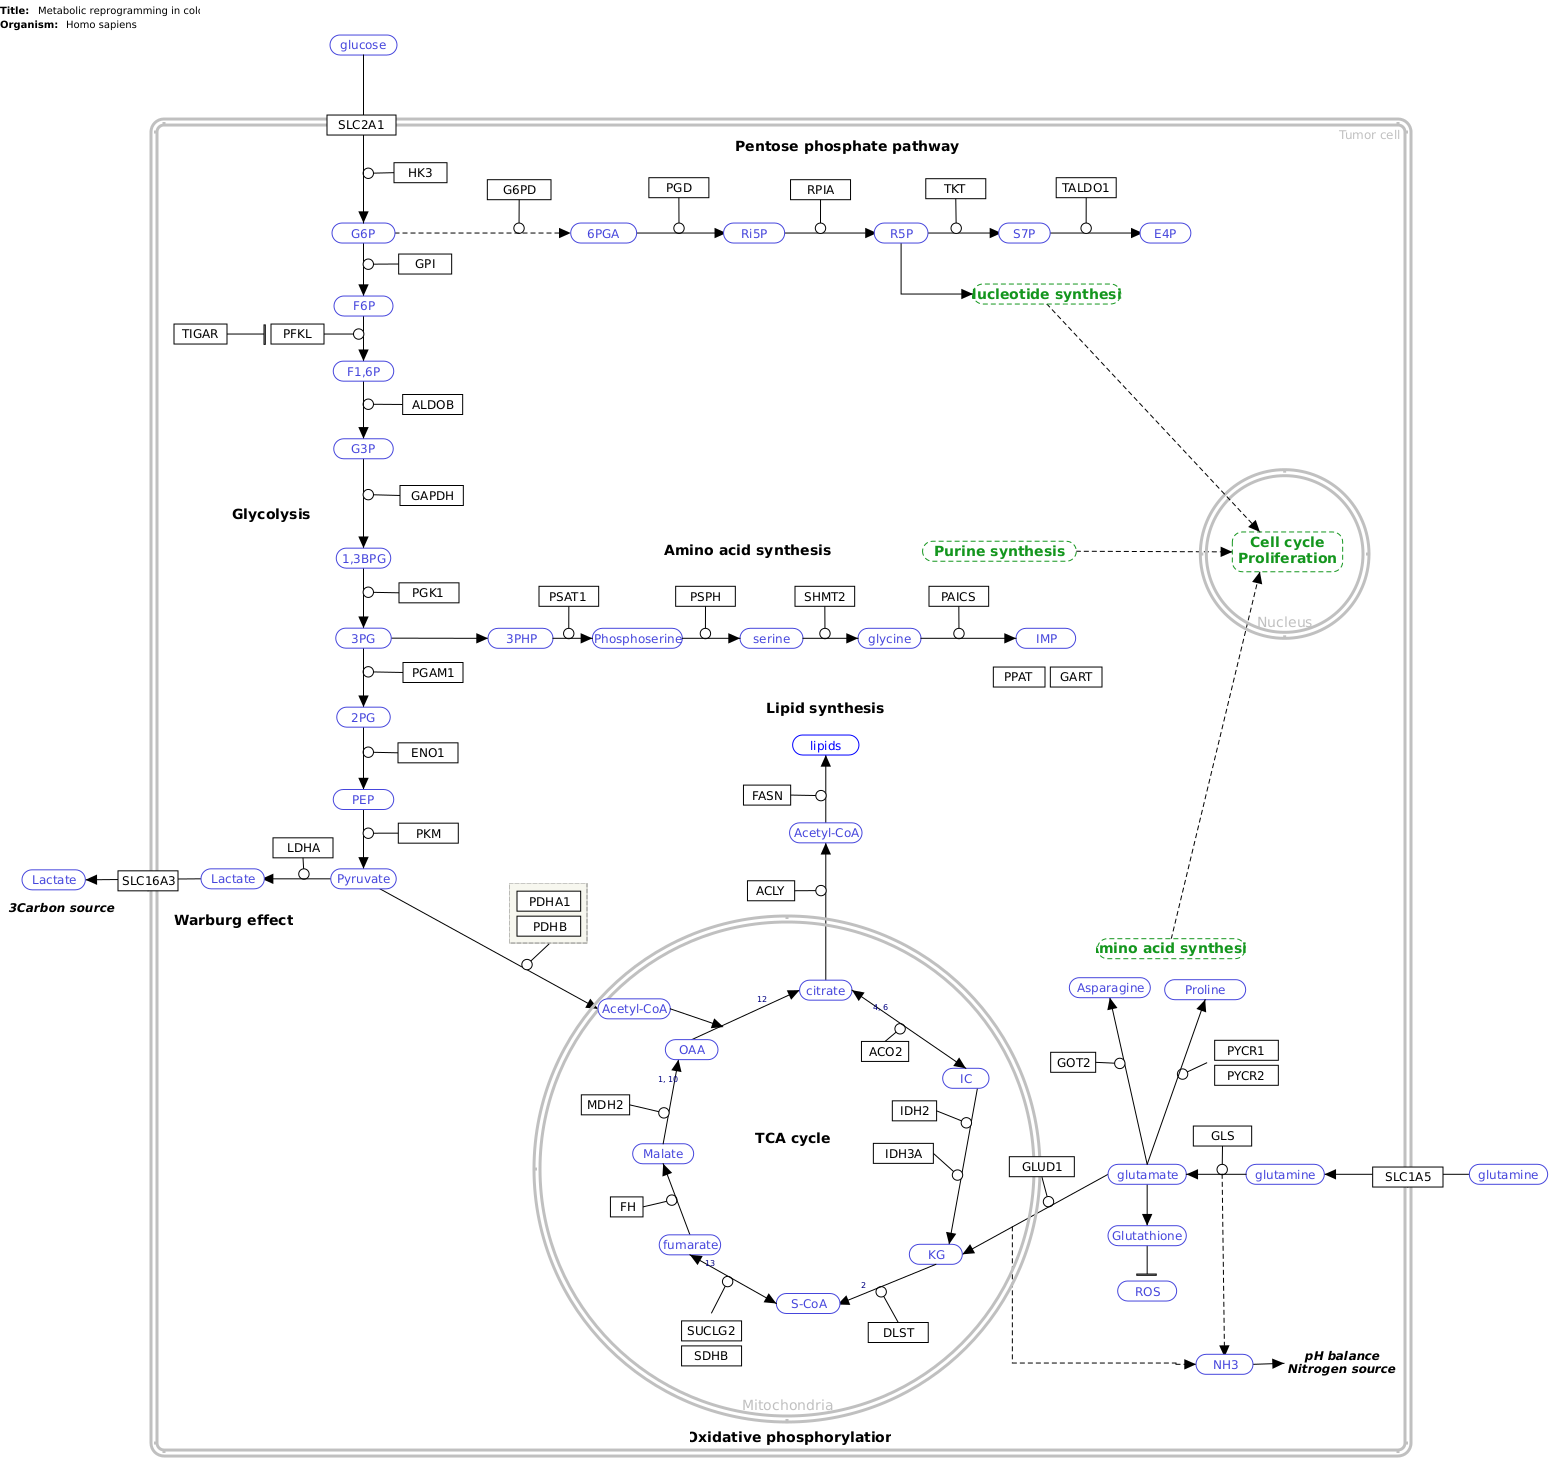 Title: Metabolic reprogramming in colo
Organism: Homo sapiens
glucose
SLC2A1
Tumor cell
Pentose phosphate pathway
HK3
G6PD
PGD
RPIA
TKT
TALDO1
G6P
6PGA
Ri5P
R5P
S7P
E4P
GPI
Nucleotide synthesis
F6P
TIGAR
PFKL
F1,6P
ALDOB
G3P
GAPDH
Glycolysis
Cell cycle
Proliferation
Amino acid synthesis
Purine synthesis
1,3BPG
PGK1
PSAT1
PSPH
SHMT2
PAICS
Nucleus
3PG
3PHP
Phosphoserine
serine
glycine
IMP
PGAM1
PPAT
GART
Lipid synthesis
2PG
lipids
ENO1
FASN
PEP
PKM
Acetyl-CoA
LDHA
Lactate
SLC16A3
Lactate
Pyruvate
ACLY
3Carbon source
Warburg effect
PDHA1
PDHB
Amino acid synthesis
Asparagine
Proline
citrate
12
4, 6
Acetyl-CoA
OAA
ACO2
GOT2
PYCR1
PYCR2
1, 10
IC
MDH2
IDH2
TCA cycle
GLS
Malate
IDH3A
GLUD1
glutamate
glutamine
SLC1A5
glutamine
FH
Glutathione
fumarate
KG
13
2
ROS
S-CoA
SUCLG2
SDHB
DLST
NH3
pH balance
Nitrogen source
Mitochondria
Oxidative phosphorylation